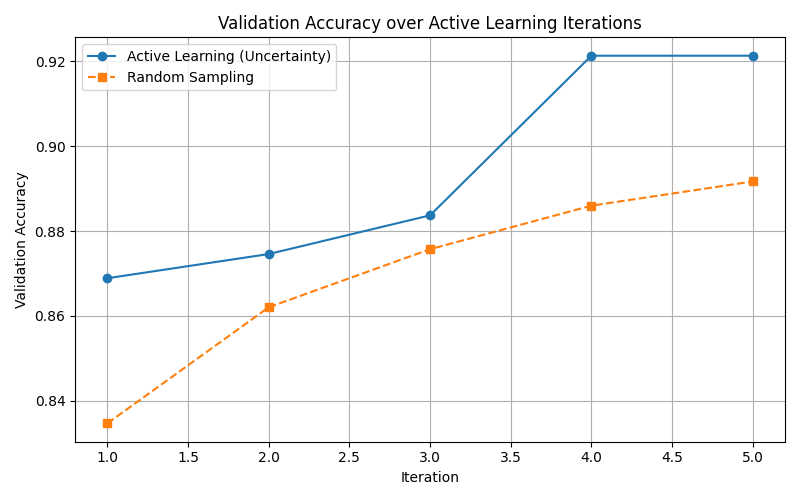 Validation Accuracy over Active Learning Iterations
Active Learning (Uncertainty)
Random Sampling
Validation Accuracy
0.92
0.90
0.88
0.86
0.84
1.0 1.5 2.0 2.5 3.0 3.5 4.0 4.5 5.0
Iteration